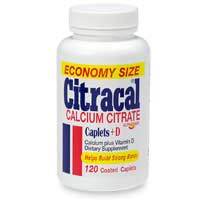 ECONOMY SIZE
Citracal
CALCIUM CITRATE
Caplets+D
Calcium plus Vitamin D
Dietary Supplement
Helps Build Strong Bones
120 Coated Caplets